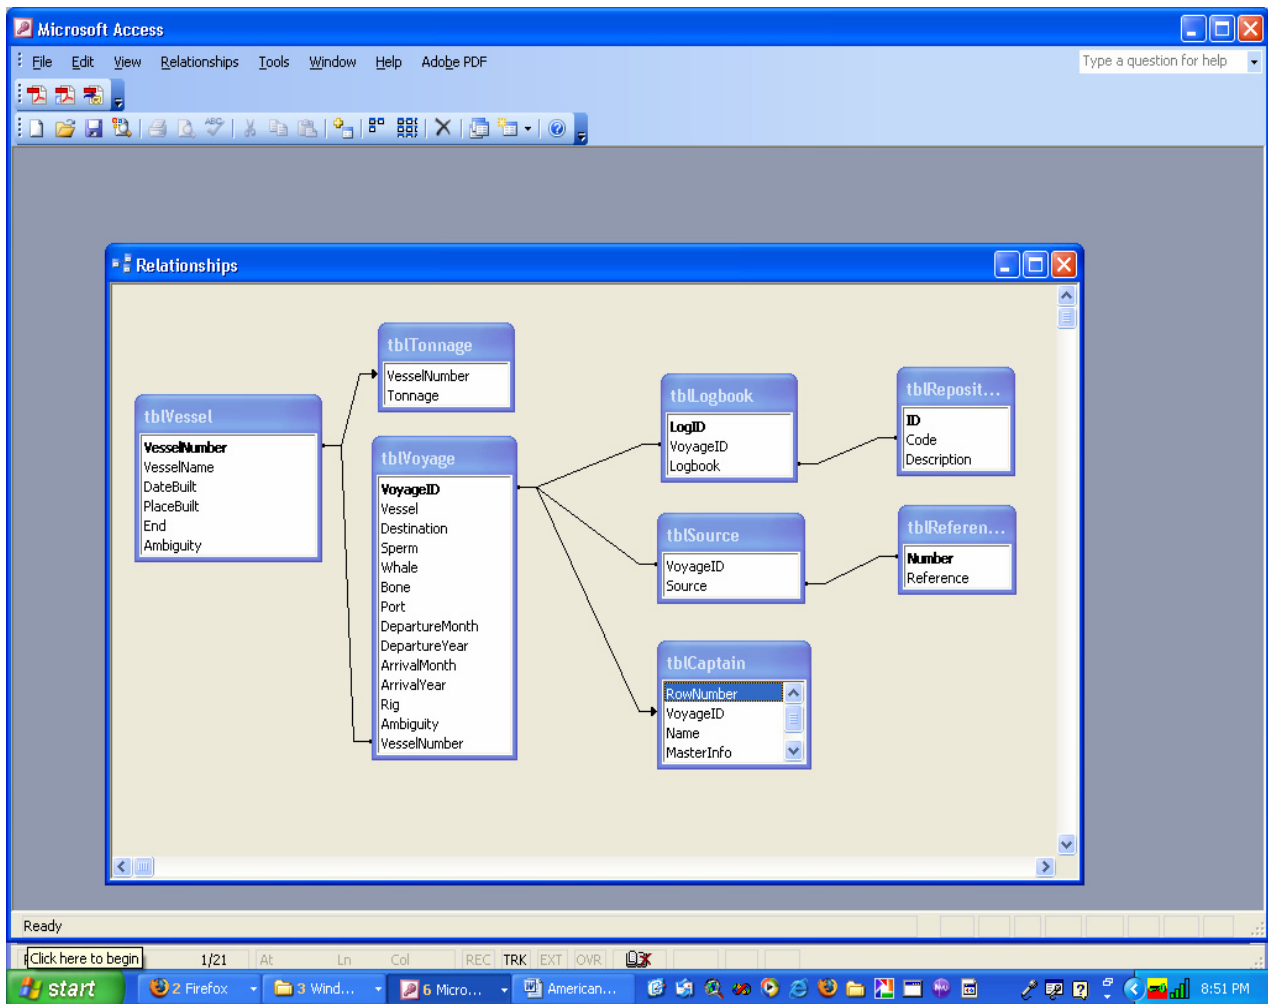 Microsoft Access
File Edit View Relationships Tools Window Help Adobe PDF
Type a question for help
ABC
Relationships
tblVessel
VesselNumber
VesselName
DateBuilt
PlaceBuilt
End
Ambiguity
tblTonnage
VesselNumber
Tonnage
tblVoyage
VoyageID
Vessel
Destination
Sperm
Whale
Bone
Port
DepartureMonth
DepartureYear
ArrivalMonth
ArrivalYear
Rig
Ambiguity
VesselNumber
tblLogbook
LogID
VoyageID
Logbook
tblReposit...
ID
Code
Description
tblSource
VoyageID
Source
tblReferen...
Number
Reference
tblCaptain
RowNumber
VoyageID
Name
MasterInfo
Ready
Click here to begin
1/21 At Ln Col REC TRK EXT OVR
start 2 Firefox 3 Wind... 6 Micro... American... 8:51 PM